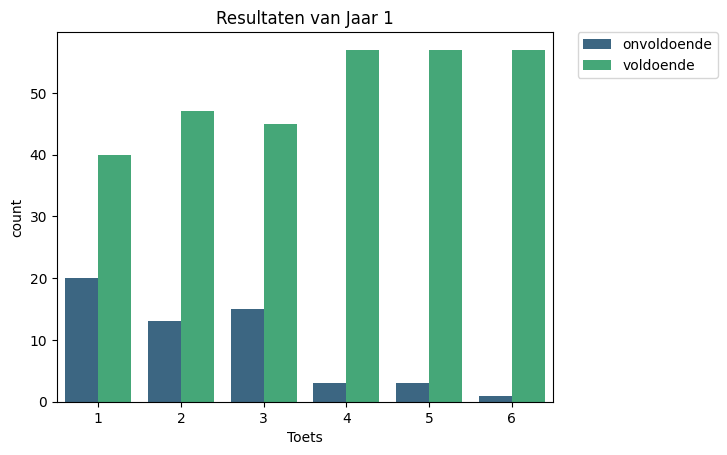 Resultaten van Jaar 1
onvoldoende
voldoende
50
40
30
20
10
0
count
1 2 3 4 5 6
Toets